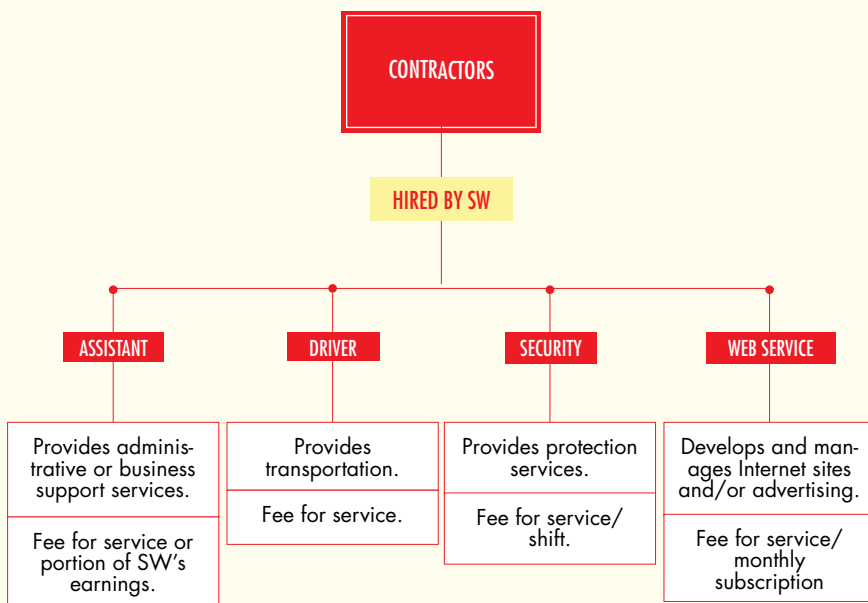 CONTRACTORS
HIRED BY SW
ASSISTANT
Provides adminis-
trative or business
support services.
Fee for service or
portion of SW's
earnings.
DRIVER
Provides
transportation.
Fee for service.
SECURITY
Provides protection
services.
Fee for service/
shift.
WEB SERVICE
Develops and man-
ages Internet sites
and/or advertising.
Fee for service/
monthly
subscription